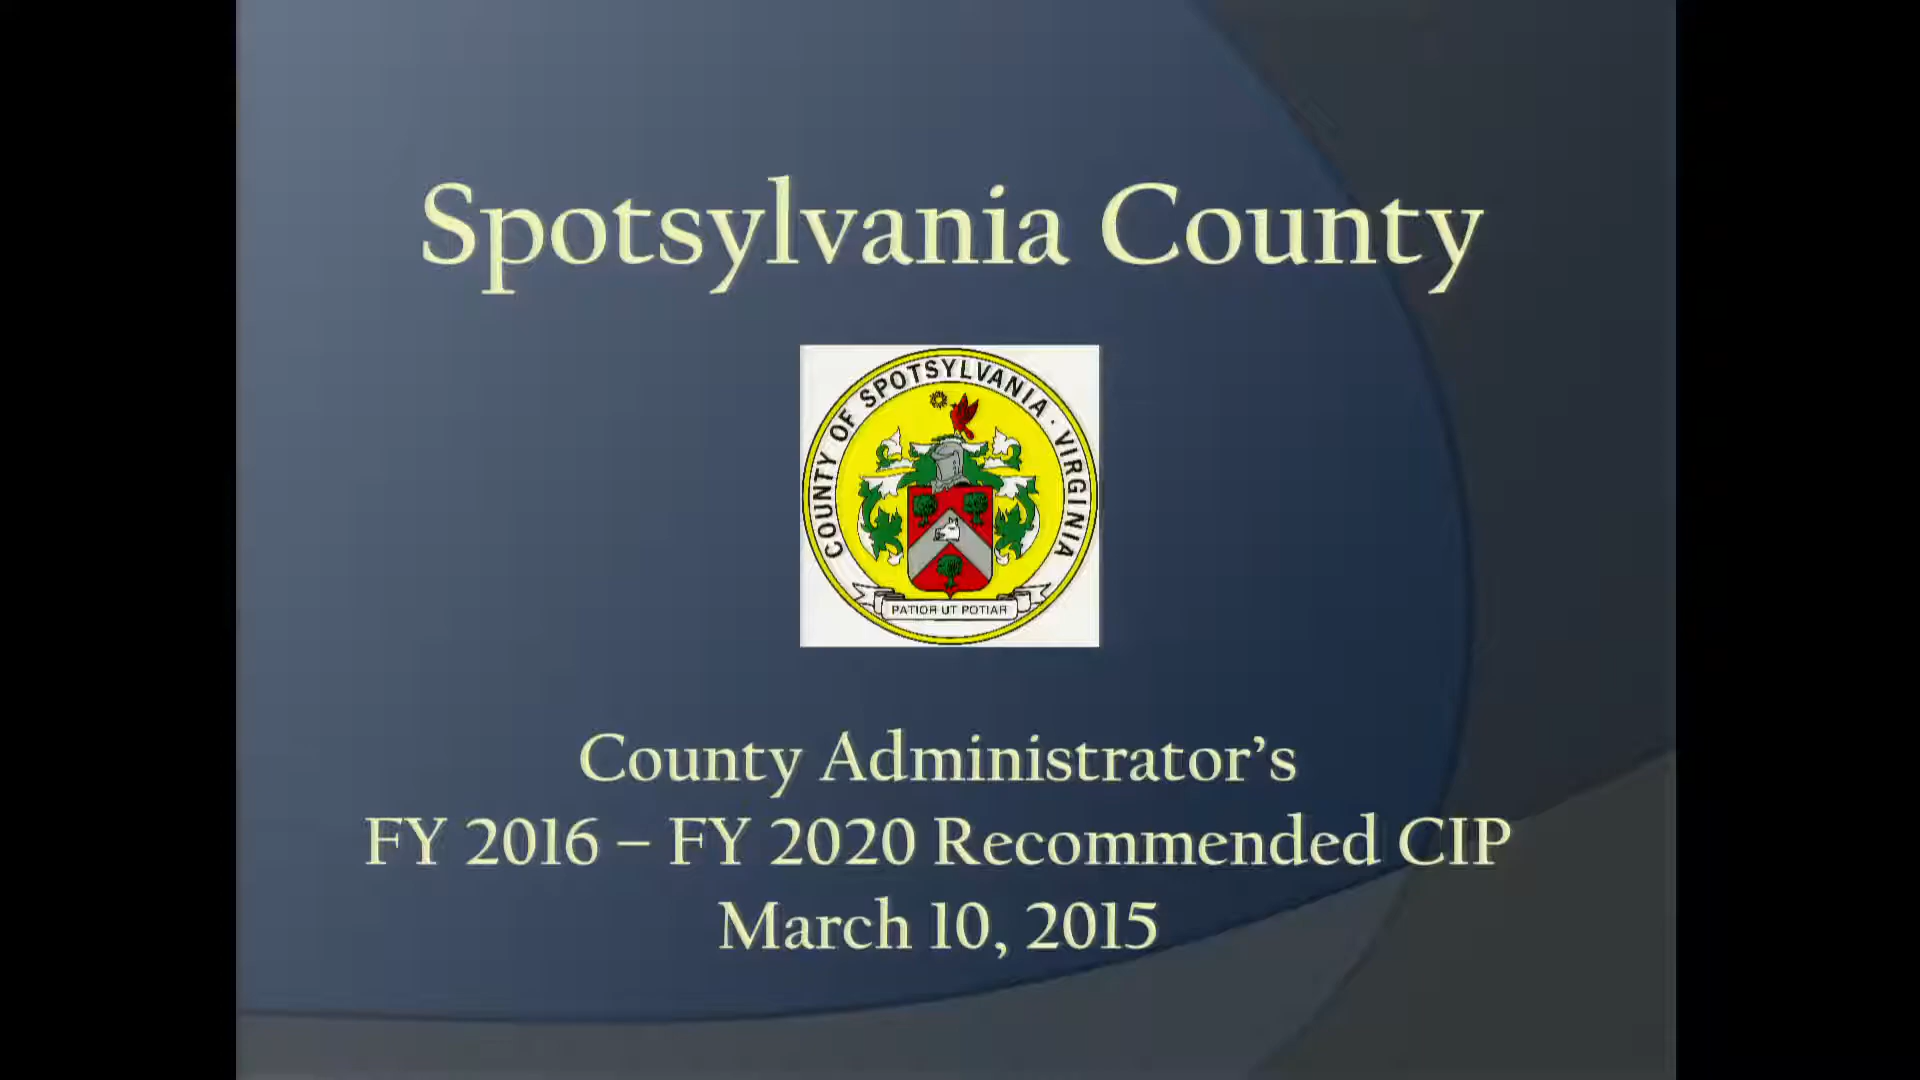 Spotsylvania County
COUNTY OF SPOTSYLVANIA · VIRGINIA
PATIOR UT POTIAR
County Administrator’s
FY 2016 – FY 2020 Recommended CIP
March 10, 2015